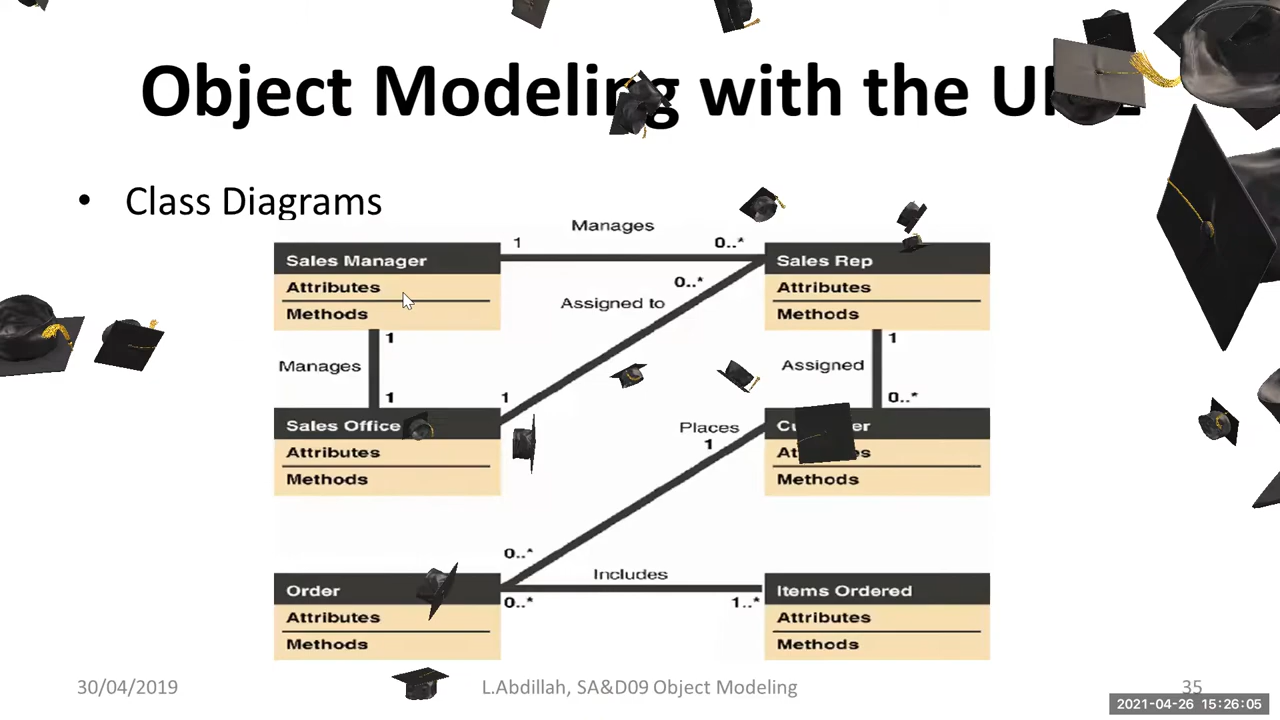 Object Modeling with the
• Class Diagrams
Manages
1 0..*
Sales Manager Sales Rep
Attributes 0..* Attributes
Assigned to
Methods Methods
1 1
Manages Assigned
1 1 0..*
Sales Office Places
Attributes 1
Methods Methods
0..*
Includes
Order Items Ordered
0..* 1..*
Attributes Attributes
Methods Methods
30/04/2019 L.Abdillah, SA&D09 Object Modeling 35
2021-04-26 15:26:05